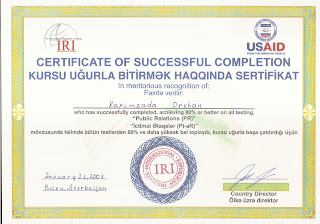 IRI
USAID
FROM THE AMERICAN PEOPLE
CERTIFICATE OF SUCCESSFUL COMPLETION
KURSU UĞURLA BİTİRMƏK HAQQINDA SERTİFİKAT
In meritorious recognition of:
Fəxrlə verilir:
Karimzada Orxhan
who has successfully completed, achieving 80% or better on all testing,
"Public Relations (PR)"
"İctimai Əlaqələr (Pi-aR)"
mövzusunda təlimdə bütün testlərdən 80% və daha yüksək bal toplayıb, kursu uğurla başa çatdırdığı üçün
January 21, 2008
Baku, Azerbaijan
IRI
Country Director
Ölkə üzrə direktor